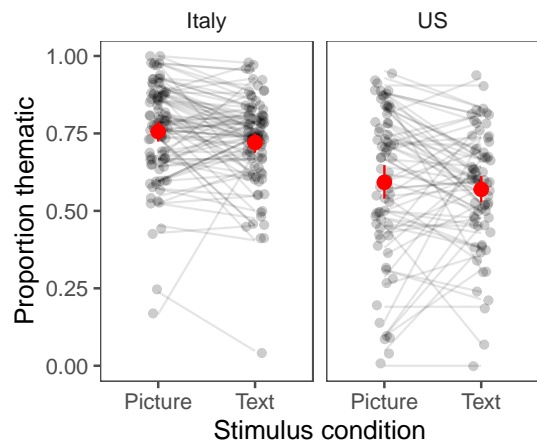 Italy US
1.00
0.75
0.50
0.25
0.00
Proportion thematic
Picture Text Picture Text
Stimulus condition